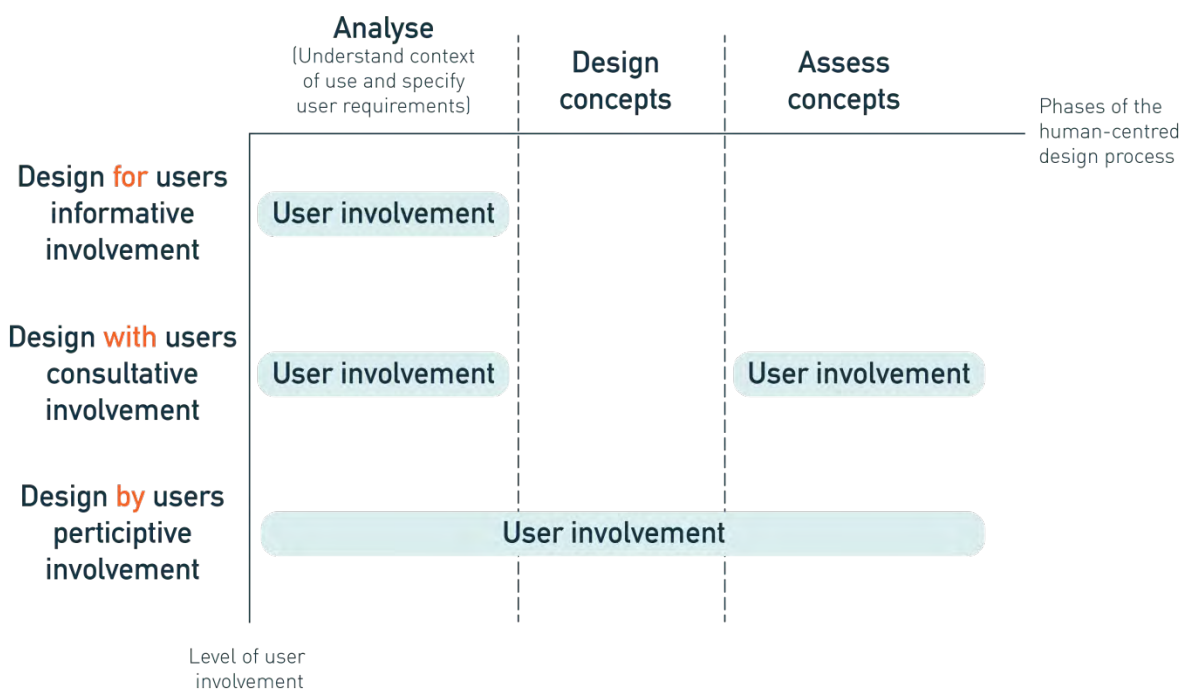 Analyse
(Understand context
of use and specify
user requirements)
Design
concepts
Assess
concepts
Phases of the
human-centred
design process
Design for users
informative
involvement
User involvement
Design with users
consultative
involvement
User involvement
User involvement
Design by users
perticiptive
involvement
User involvement
Level of user
involvement